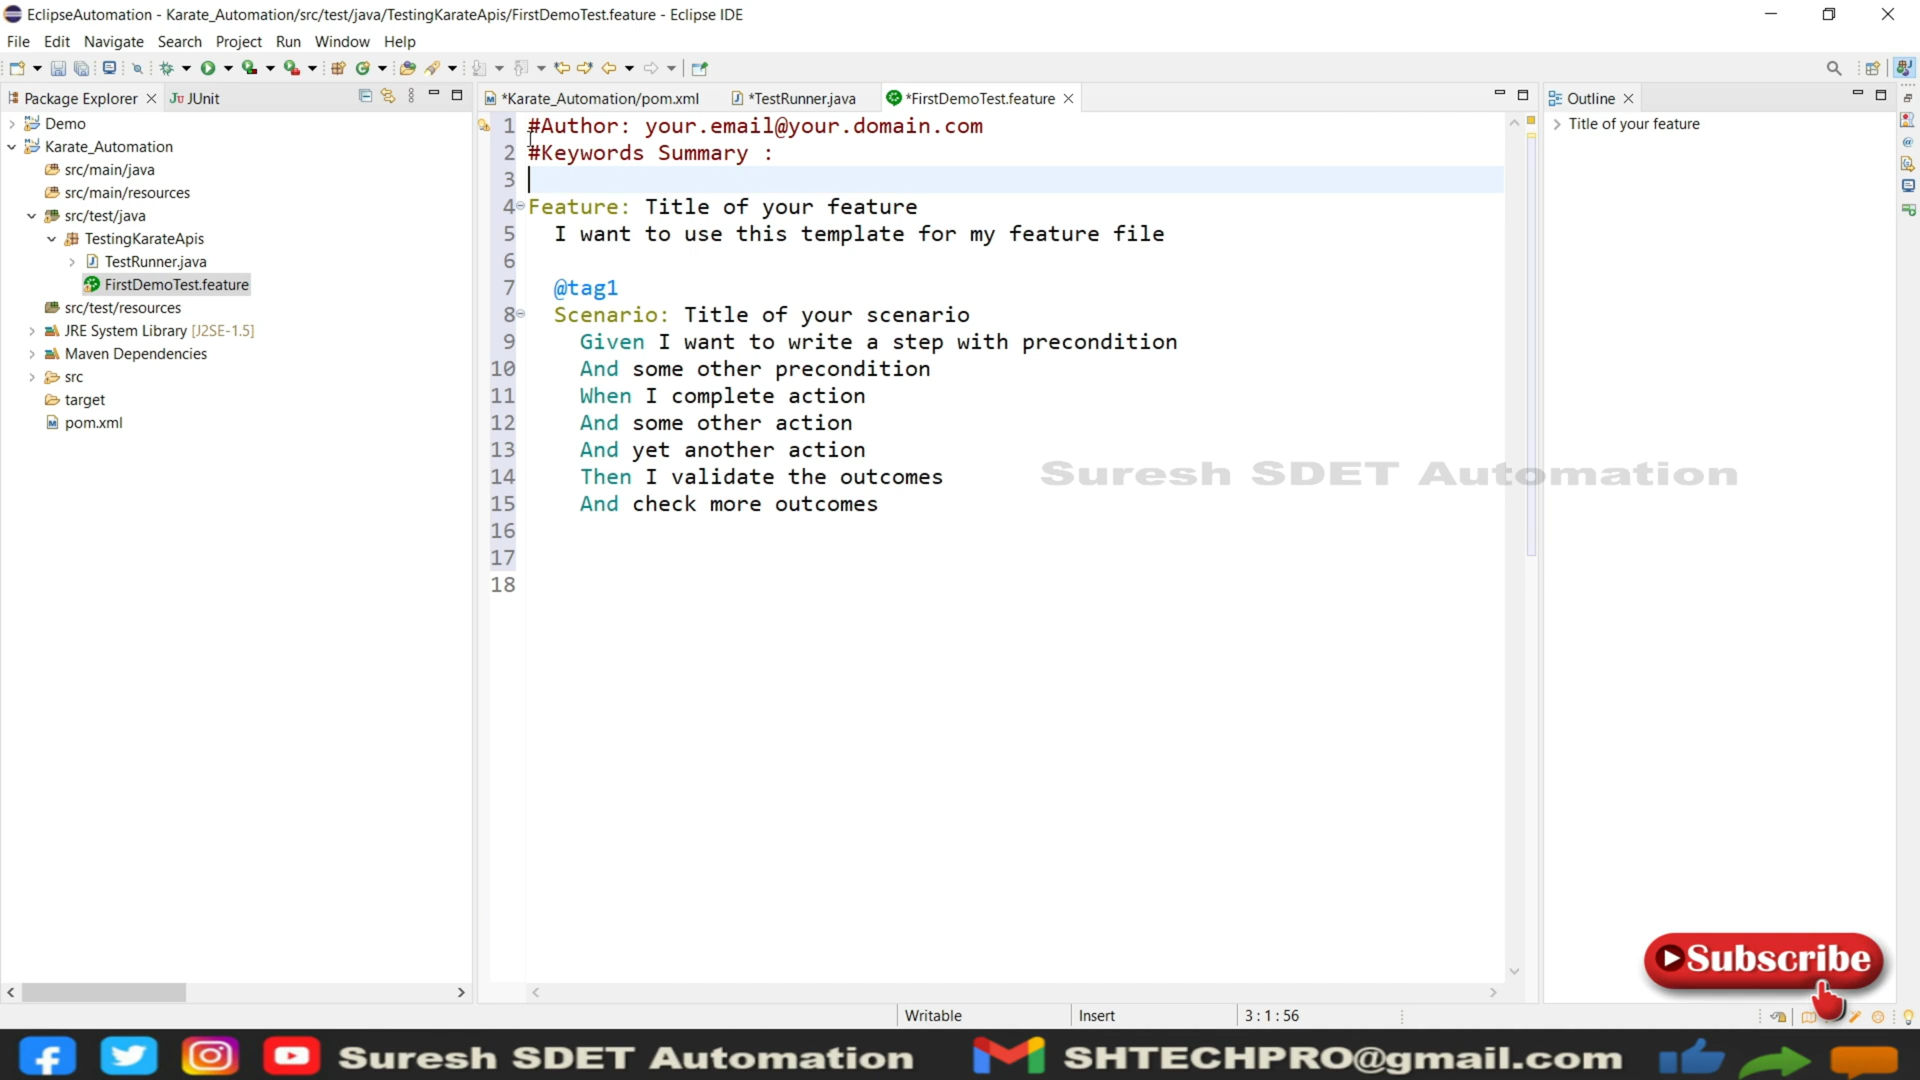 EclipseAutomation - Karate_Automation/src/test/java/TestingKarateApis/FirstDemoTest.feature - Eclipse IDE
File Edit Navigate Search Project Run Window Help
Package Explorer
JUnit
*Karate_Automation/pom.xml
*TestRunner.java
*FirstDemoTest.feature
Outline
Demo
Karate_Automation
src/main/java
src/main/resources
src/test/java
TestingKarateApis
TestRunner.java
FirstDemoTest.feature
src/test/resources
JRE System Library [J2SE-1.5]
Maven Dependencies
src
target
pom.xml
1 #Author: your.email@your.domain.com
2 #Keywords Summary :
3
4 Feature: Title of your feature
5 I want to use this template for my feature file
6
7 @tag1
8 Scenario: Title of your scenario
9 Given I want to write a step with precondition
10 And some other precondition
11 When I complete action
12 And some other action
13 And yet another action
14 Then I validate the outcomes
15 And check more outcomes
16
17
18
Title of your feature
Suresh SDET Automation
Subscribe
Writable
Insert
3 : 1 : 56
Suresh SDET Automation
SHTECHPRO@gmail.com